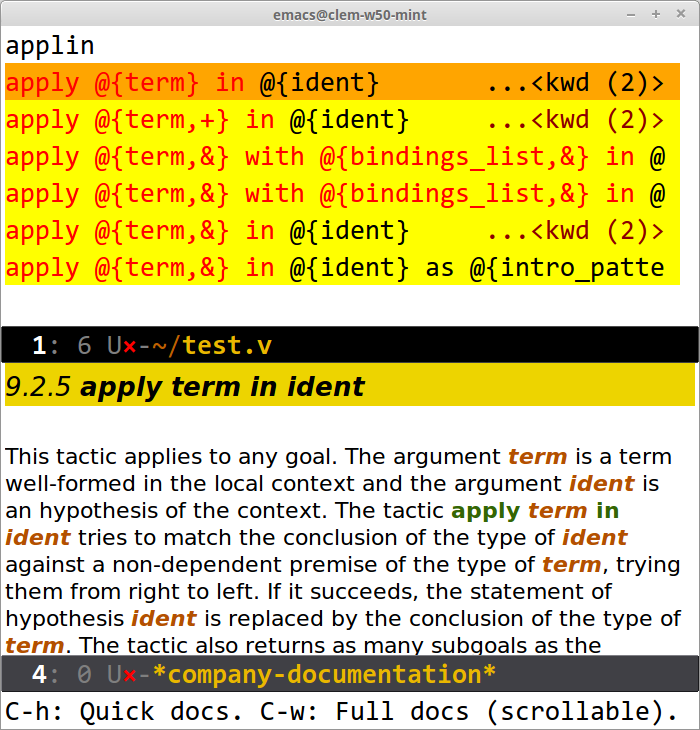 emacs@clem-w50-mint
applin
apply @{term} in @{ident} ...<kwd (2)>
apply @{term,+} in @{ident} ...<kwd (2)>
apply @{term,&} with @{bindings_list,&} in @
apply @{term,&} with @{bindings_list,&} in @
apply @{term,&} in @{ident} ...<kwd (2)>
apply @{term,&} in @{ident} as @{intro_patte
1: 6 U×-~/test.v
9.2.5 apply term in ident
This tactic applies to any goal. The argument term is a term
well-formed in the local context and the argument ident is
an hypothesis of the context. The tactic apply term in
ident tries to match the conclusion of the type of ident
against a non-dependent premise of the type of term, trying
them from right to left. If it succeeds, the statement of
hypothesis ident is replaced by the conclusion of the type of
term. The tactic also returns as many subgoals as the
4: 0 U×-*company-documentation*
C-h: Quick docs. C-w: Full docs (scrollable).